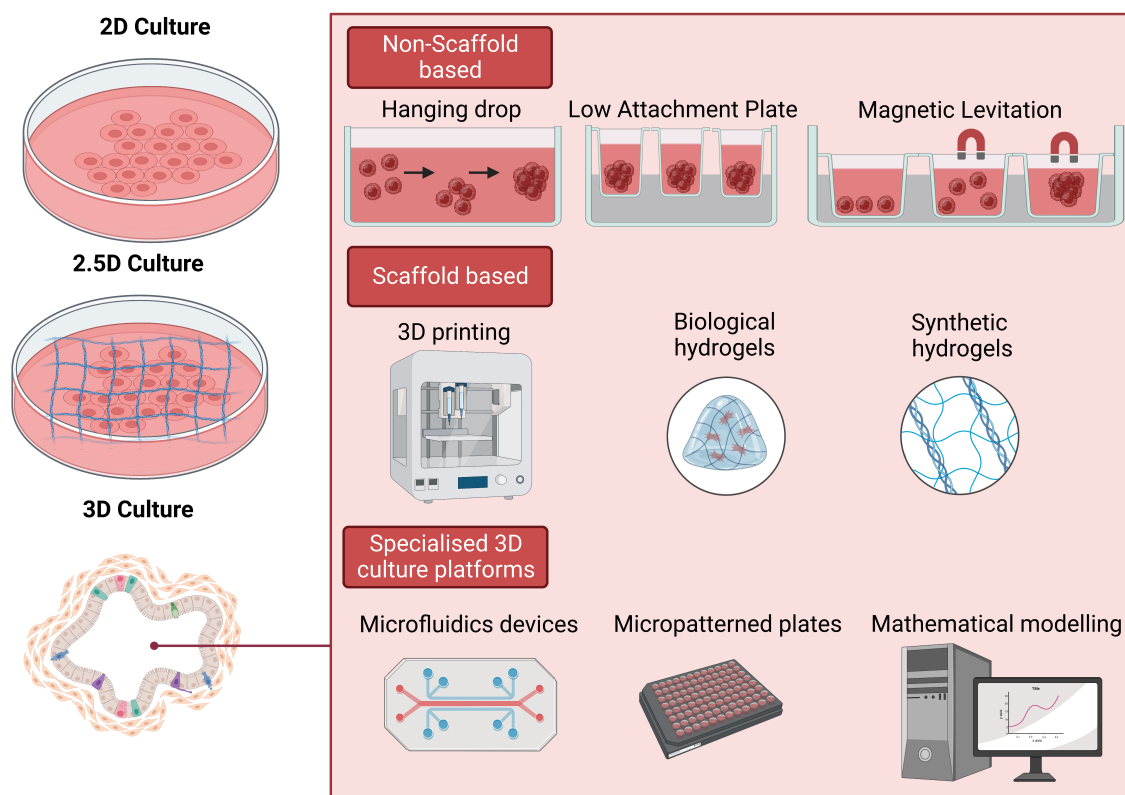 2D Culture
2.5D Culture
3D Culture
Non-Scaffold
based
Hanging drop
Low Attachment Plate
Magnetic Levitation
Scaffold based
3D printing
Biological
hydrogels
Synthetic
hydrogels
Specialised 3D
culture platforms
Microfluidics devices
Micropatterned plates
Mathematical modelling
Title